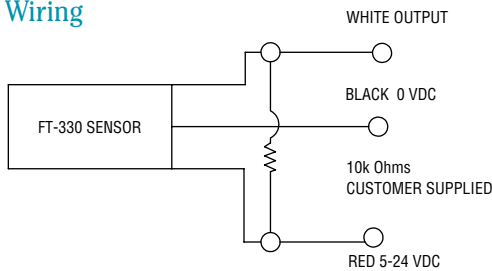 Wiring
WHITE OUTPUT
BLACK 0 VDC
FT-330 SENSOR
10k Ohms
CUSTOMER SUPPLIED
RED 5-24 VDC